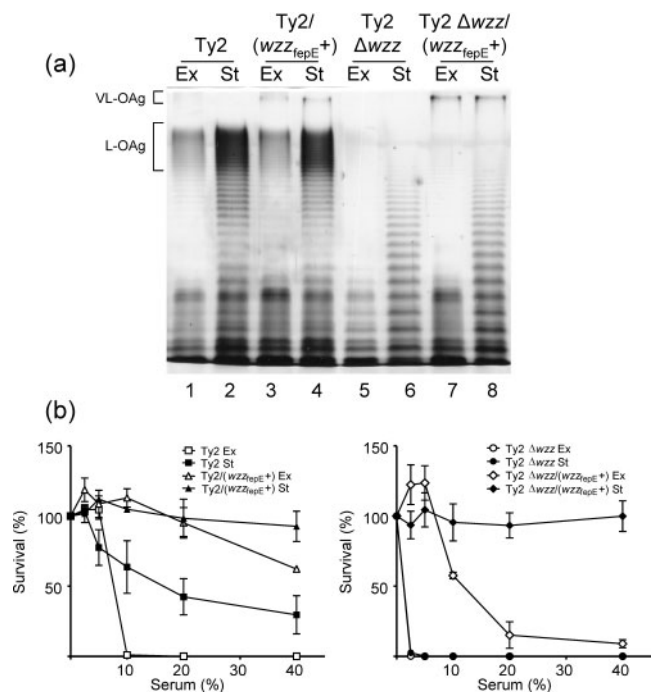 (a)
Ty2
Ty2/
(wzzfepE+)
Ty2
Δwzz
Ty2 Δwzz/
(wzzfepE+)
Ex St Ex St Ex St Ex St
VL-OAg
L-OAg
1 2 3 4 5 6 7 8
(b)
Ty2 Ex
Ty2 St
Ty2/(wzzfepE+) Ex
Ty2/(wzzfepE+) St
Survival (%)
150
100
50
10 20 30 40
Serum (%)
Ty2 Δwzz Ex
Ty2 Δwzz St
Ty2 Δwzz/(wzzfepE+) Ex
Ty2 Δwzz/(wzzfepE+) St
Survival (%)
150
100
50
10 20 30 40
Serum (%)